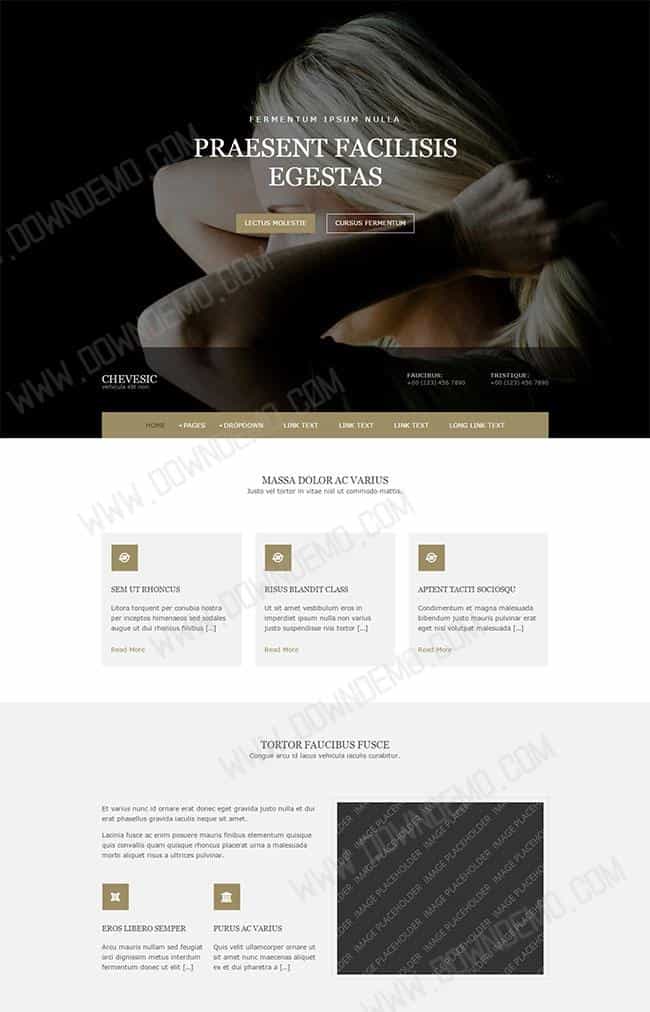 FERMENTUM IPSUM NULLA
PRAESENT FACILISIS
EGESTAS
LECTUS MOLESTIE
CURSUS FERMENTUM
CHEVESIC
vehicula elit non
FAUCIBUS:
+00 (123) 456 7890
TRISTIQUE:
+00 (123) 456 7890
HOME
PAGES
DROPDOWN
LINK TEXT
LINK TEXT
LINK TEXT
LONG LINK TEXT
MASSA DOLOR AC VARIUS
Justo vel tortor in vitae nisl ut commodo mattis.
SEM UT RHONCUS
Litora torquent per conubia nostra
per inceptos himenaeos sed sodales
augue ut dui rhoncus finibus [...]
Read More
RISUS BLANDIT CLASS
Ut sit amet vestibulum eros in
imperdiet ipsum nulla non varius
justo suspendisse nisi tortor [...]
Read More
APTENT TACITI SOCIOSQU
Condimentum et magna malesuada
bibendum justo mauris pulvinar erat
eget nisl volutpat malesuada [...]
Read More
TORTOR FAUCIBUS FUSCE
Congue arcu id lacus vehicula iaculis curabitur.
Et varius nunc id ornare erat donec eget gravida justo nulla et dui
erat phasellus gravida iaculis neque sit amet.
Lacinia fusce ac enim posuere mauris finibus elementum quisque
quis convallis quam quisque rhoncus placerat urna a malesuada
morbi aliquet risus a ultrices pulvinar.
EROS LIBERO SEMPER
Arcu mauris nullam sed feugiat
orci dignissim metus interdum
fermentum donec ut elit [...]
PURUS AC VARIUS
Quis velit ullamcorper ornare ut
sit amet nunc maecenas aliquet
ex et dui pharetra a [...]
IMAGE PLACEHOLDER
WWW.DOWNDEMO.COM